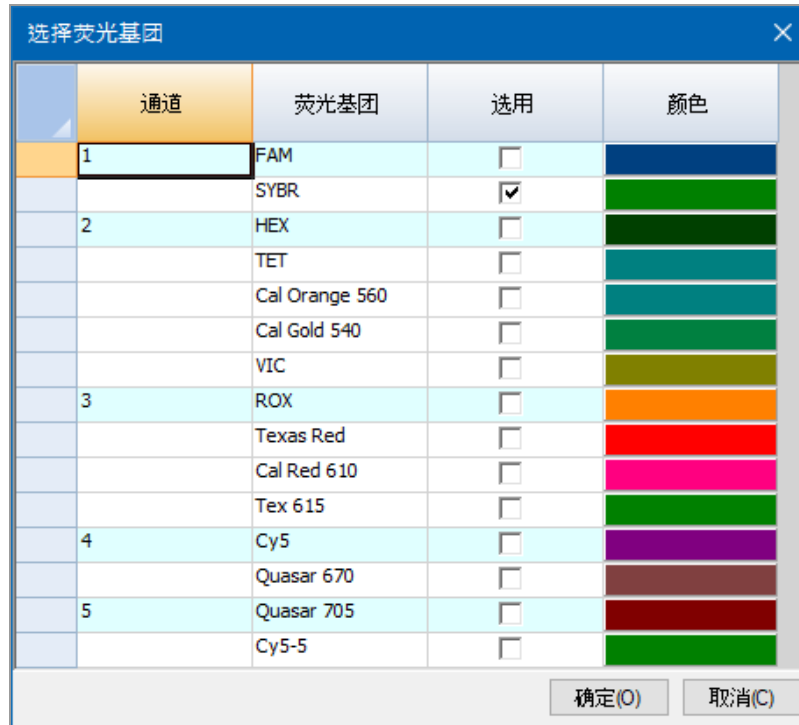 选择荧光基团
通道 荧光基团 选用 颜色
1 FAM
SYBR
2 HEX
TET
Cal Orange 560
Cal Gold 540
VIC
3 ROX
Texas Red
Cal Red 610
Tex 615
4 Cy5
Quasar 670
5 Quasar 705
Cy5-5
确定(O) 取消(C)